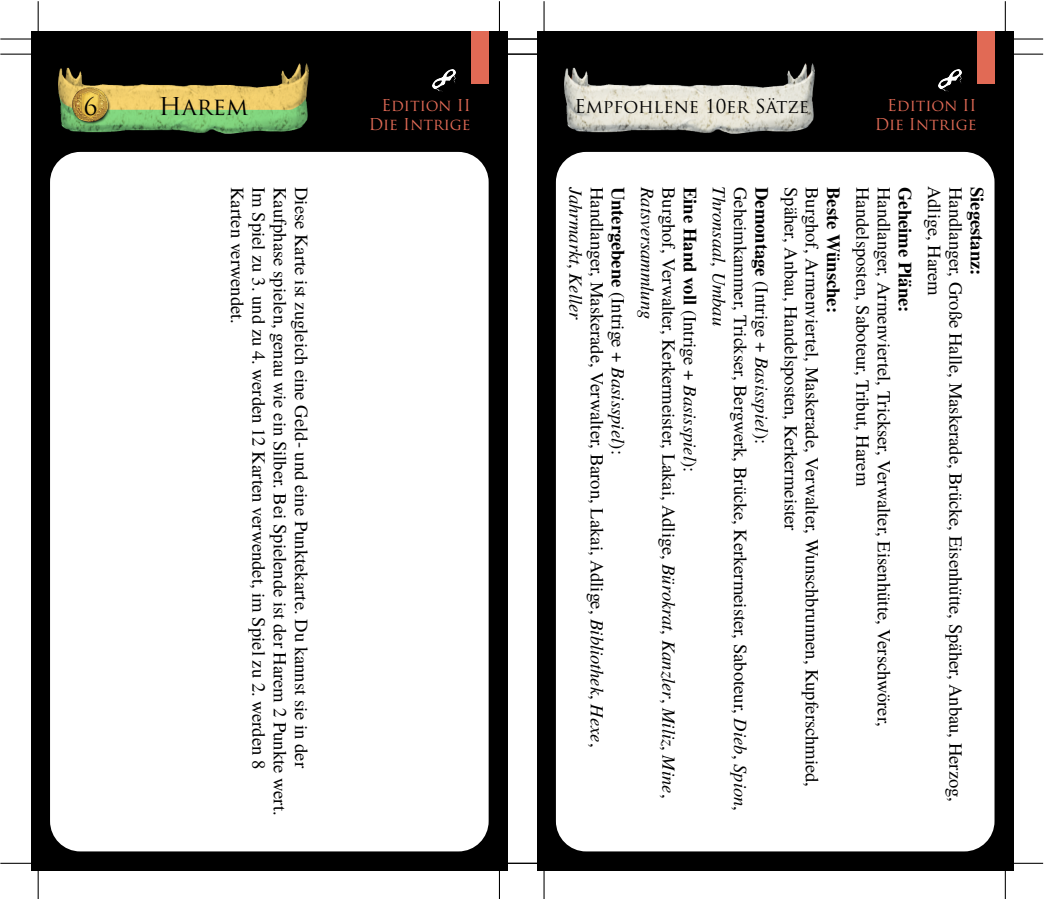 6
HAREM
EDITION II
DIE INTRIGE
Diese Karte ist zugleich eine Geld- und eine Punktekarte. Du kannst sie in der
Kaufphase spielen, genau wie ein Silber. Bei Spielende ist der Harem 2 Punkte wert.
Im Spiel zu 3. und zu 4. werden 12 Karten verwendet, im Spiel zu 2. werden 8
Karten verwendet.
EMPFOHLENE 10ER SÄTZE
EDITION II
DIE INTRIGE
Siegestanz:
Handlanger, Große Halle, Maskerade, Brücke, Eisenhütte, Späher, Anbau, Herzog,
Adlige, Harem
Geheime Pläne:
Handlanger, Armenviertel, Trickser, Verwalter, Eisenhütte, Verschwörer,
Handelsposten, Saboteur, Tribut, Harem
Beste Wünsche:
Burghof, Armenviertel, Maskerade, Verwalter, Wunschbrunnen, Kupferschmied,
Späher, Anbau, Handelsposten, Kerkermeister
Demontage (Intrige + Basisspiel):
Geheimkammer, Trickser, Bergwerk, Brücke, Kerkermeister, Saboteur, Dieb, Spion,
Thronsaal, Umbau
Eine Hand voll (Intrige + Basisspiel):
Burghof, Verwalter, Kerkermeister, Lakai, Adlige, Bürokrat, Kanzler, Miliz, Mine,
Ratsversammlung
Untergebene (Intrige + Basisspiel):
Handlanger, Maskerade, Verwalter, Baron, Lakai, Adlige, Bibliothek, Hexe,
Jahrmarkt, Keller